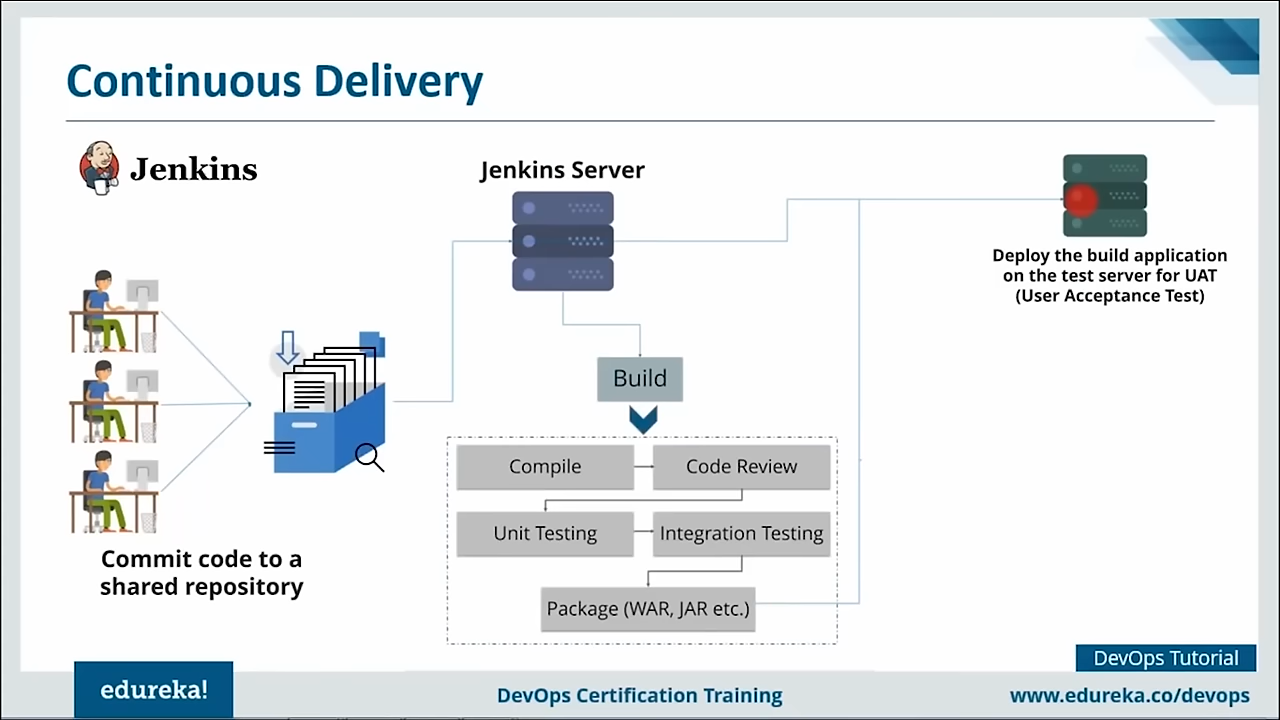 Continuous Delivery
Jenkins
Jenkins Server
Deploy the build application
on the test server for UAT
(User Acceptance Test)
Build
Compile
Code Review
Unit Testing
Integration Testing
Package (WAR, JAR etc.)
Commit code to a
shared repository
DevOps Tutorial
edureka!
DevOps Certification Training
www.edureka.co/devops